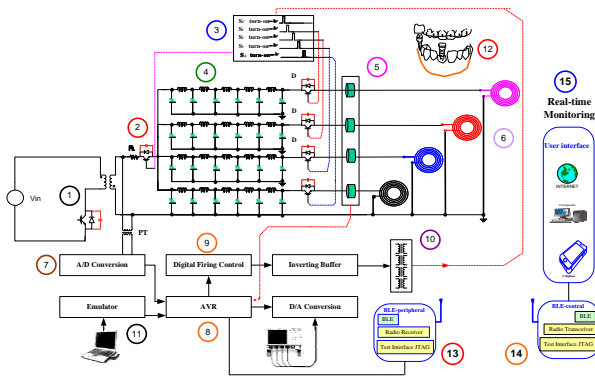 S₁: turn-on
S₂: turn-on
S₃: turn-on
S₄: turn-on
S₅: turn-on
3
4
5
12
15
Real-time
Monitoring
D
2
D
6
User interface
INTERNET
1
Vin
D
D
PT
9
10
7
A/D Conversion
Digital Firing Control
Inverting Buffer
Emulator
AVR
D/A Conversion
11
8
BLE-peripheral
BLE
Radio Receiver
Test Interface JTAG
13
14
BLE-central
BLE
Radio Transceiver
Test Interface JTAG